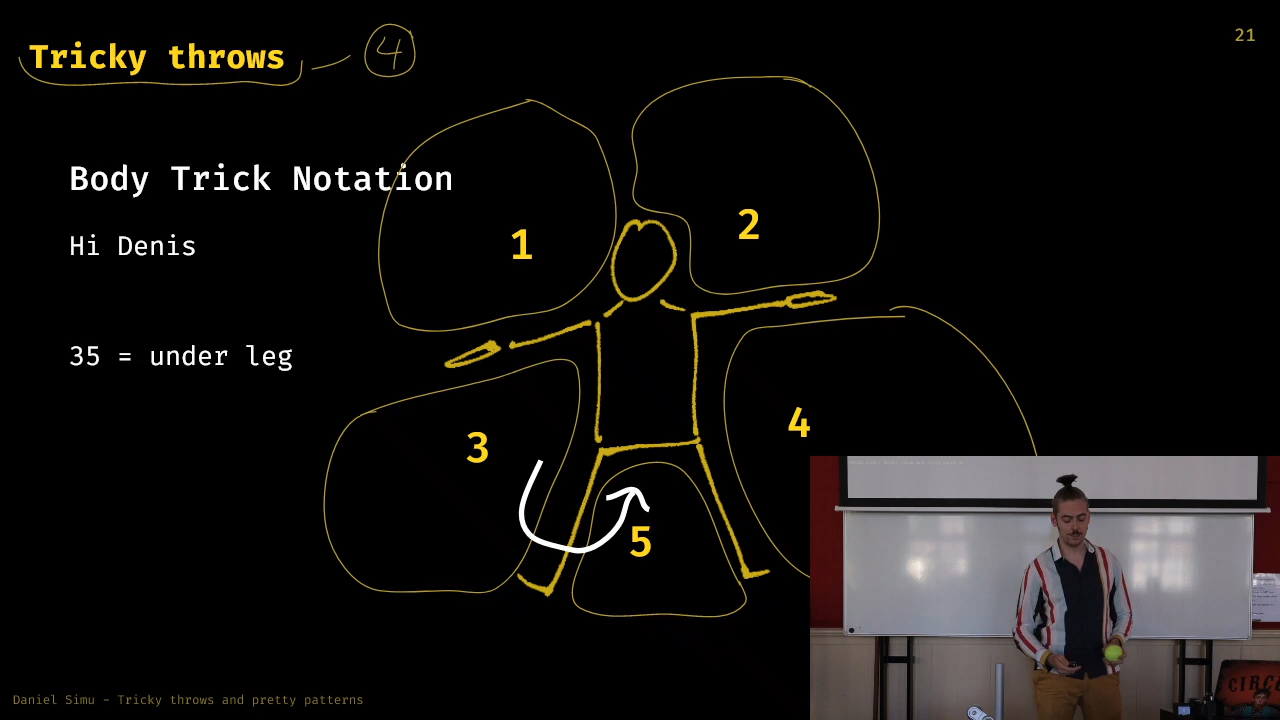 Tricky throws
4
21
Body Trick Notation
Hi Denis
35 = under leg
1
2
3
4
5
Daniel Simu - Tricky throws and pretty patterns
CIRC